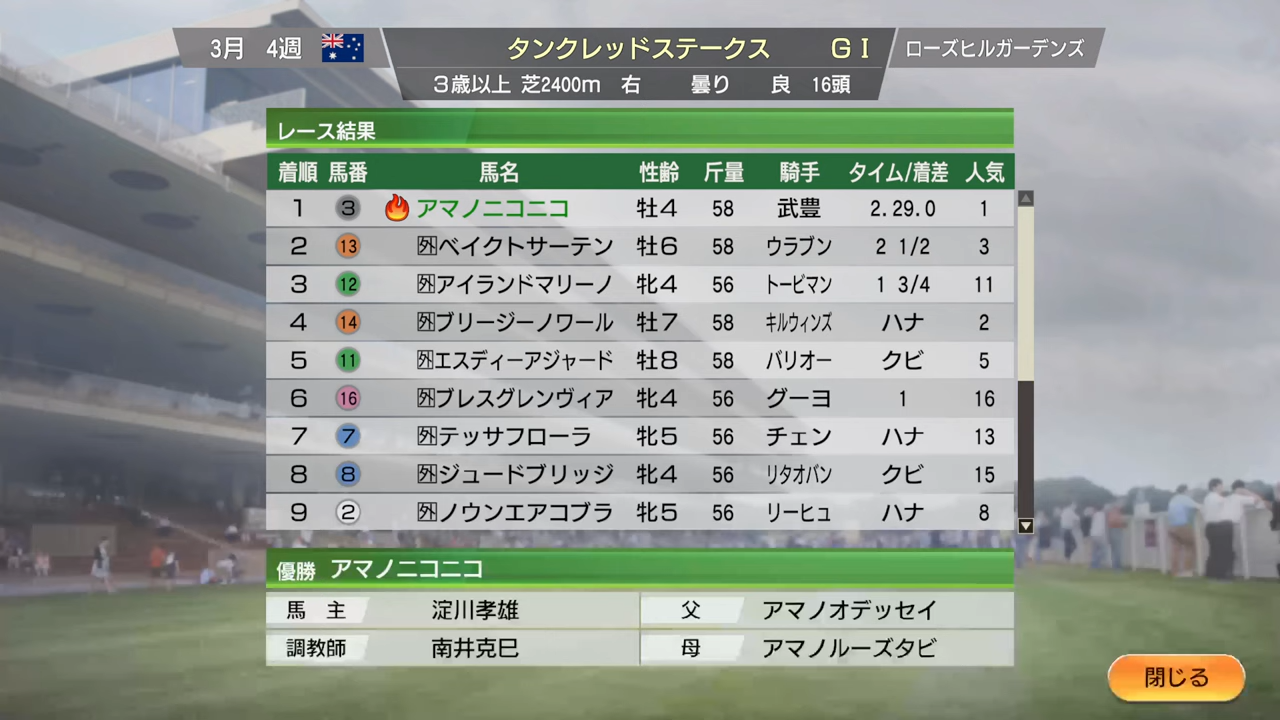 3月 4週 タンクレッドステークス GⅠ ローズヒルガーデンズ
3歳以上 芝2400m 右 曇り 良 16頭
レース結果
着順 馬番 馬名 性齢 斤量 騎手 タイム/着差 人気
1 3 アマノニコニコ 牡4 58 武豊 2.29.0 1
2 13 外ベイクトサーテン 牡6 58 ウラブン 2 1/2 3
3 12 外アイランドマリーノ 牝4 56 トービマン 1 3/4 11
4 14 外ブリージーノワール 牡7 58 キルウィンズ ハナ 2
5 11 外エスディーアジャード 牡8 58 バリオー クビ 5
6 16 外ブレスグレンヴィア 牝4 56 グーヨ 1 16
7 7 外テッサフローラ 牝5 56 チェン ハナ 13
8 8 外ジュードブリッジ 牝4 56 リタオバン クビ 15
9 2 外ノウンエアコブラ 牝5 56 リーヒュ ハナ 8
優勝 アマノニコニコ
馬主 淀川孝雄 父 アマノオデッセイ
調教師 南井克巳 母 アマノルーズタビ
閉じる